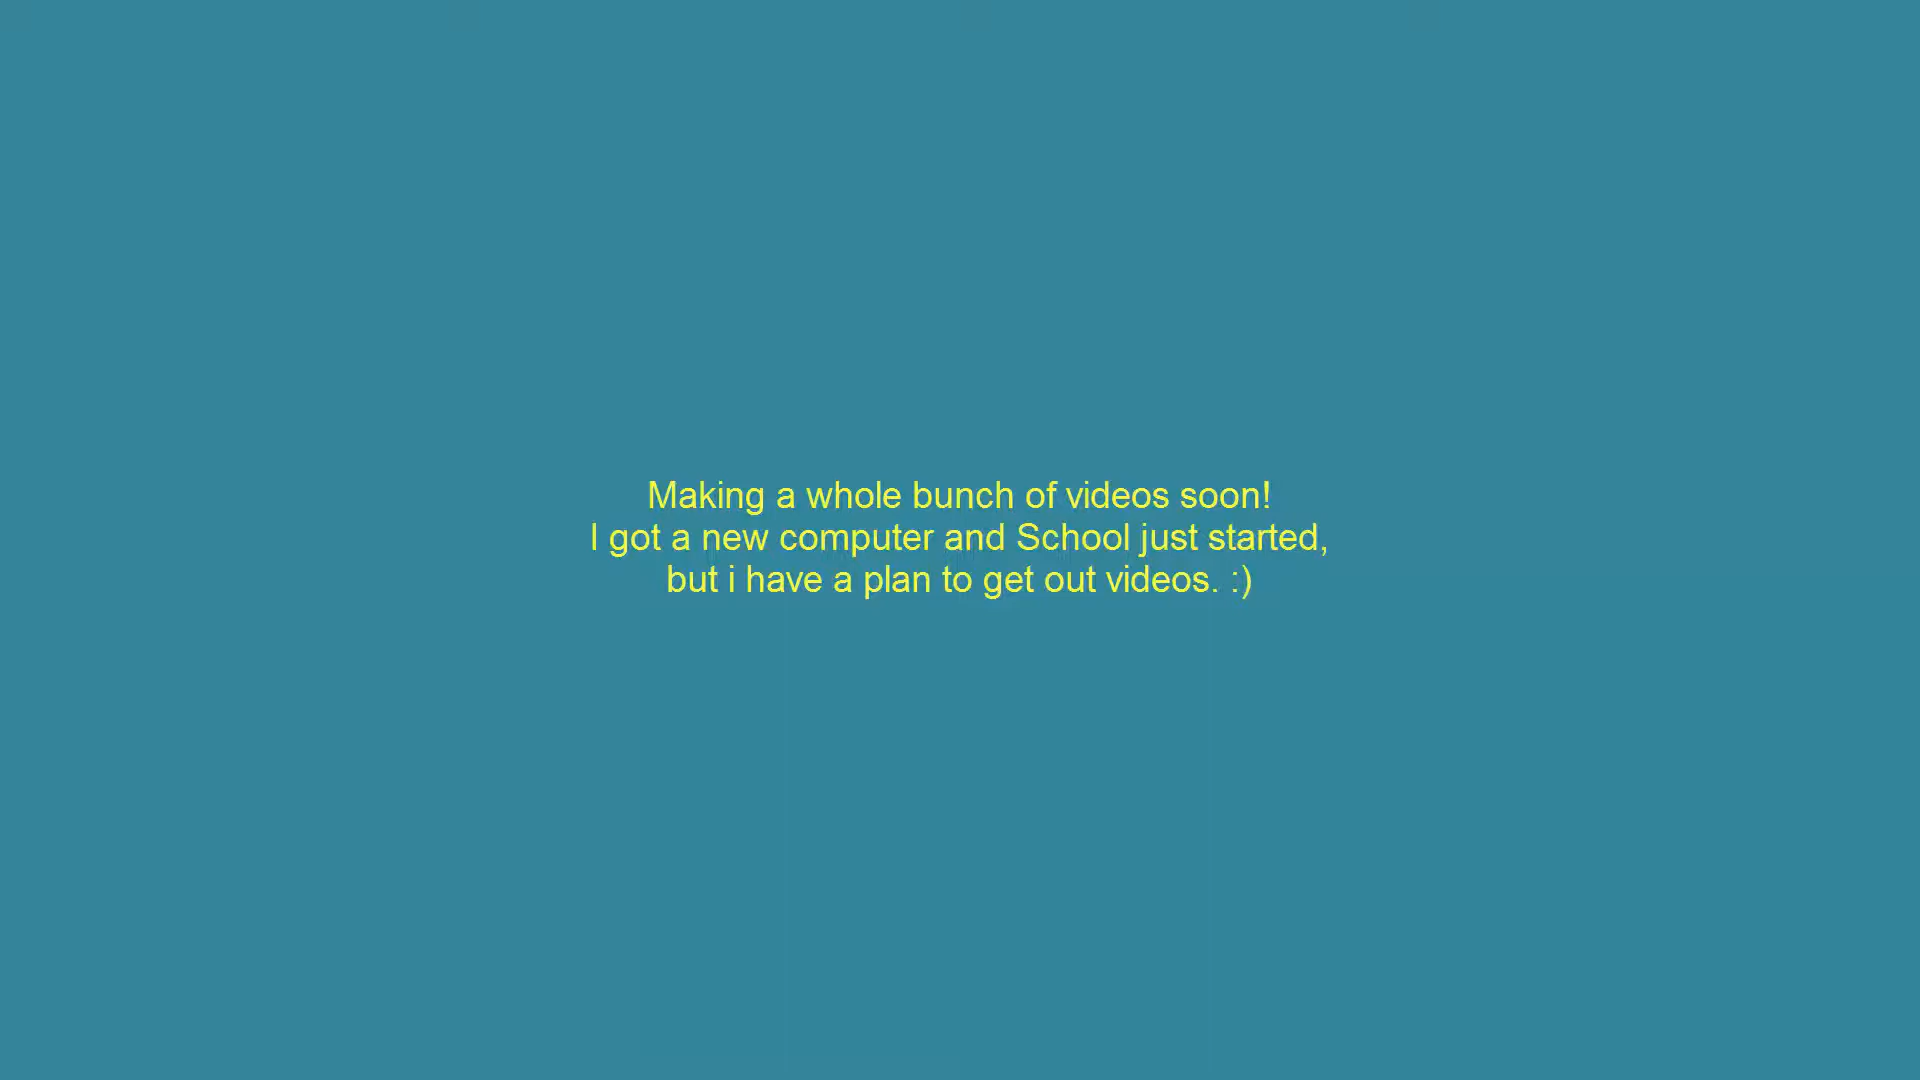 Making a whole bunch of videos soon!
I got a new computer and School just started,
but i have a plan to get out videos. :)